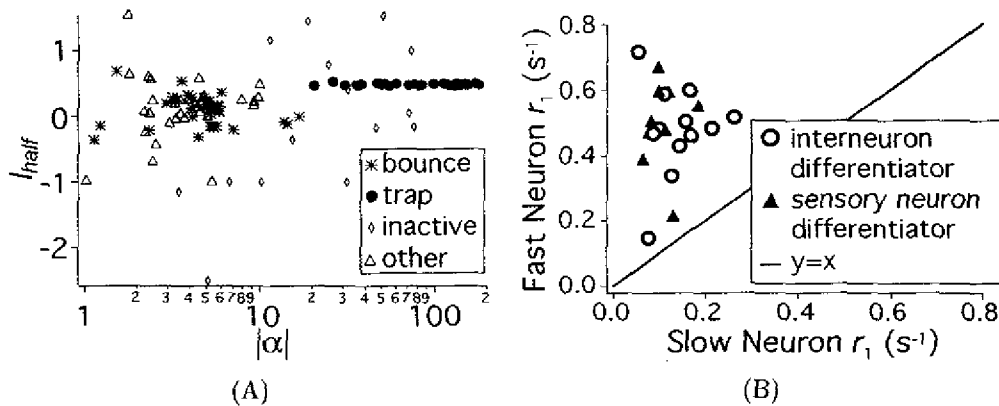 1
0
-1
-2
I_half
bounce
trap
inactive
other
2 3 4 5 6 7 8 9 2 3 4 5 6 7 8 9 2
1 10 100
|α|
(A)
B
0.8
0.6
0.4
0.2
0.0
Fast Neuron r₁ (s⁻¹)
interneuron
differentiator
sensory neuron
differentiator
y=x
0.0 0.2 0.4 0.6 0.8
Slow Neuron r₁ (s⁻¹)
(B)